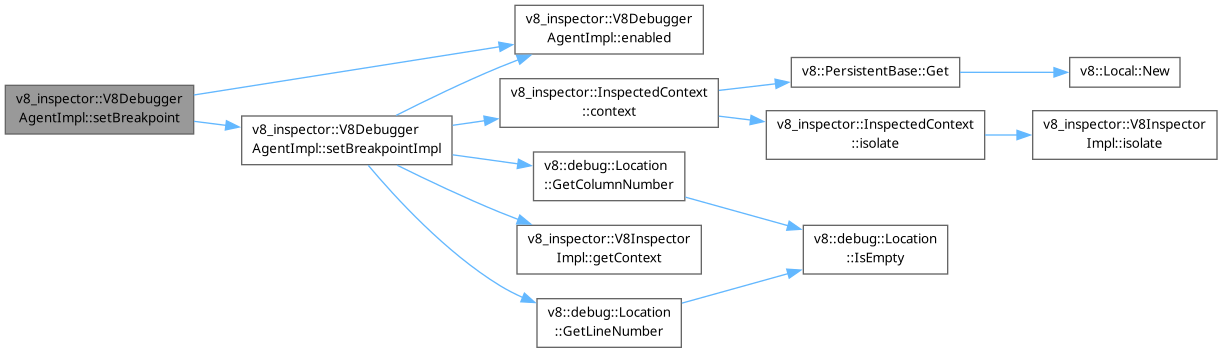 v8_inspector::V8Debugger
AgentImpl::setBreakpoint
v8_inspector::V8Debugger
AgentImpl::enabled
v8_inspector::V8Debugger
AgentImpl::setBreakpointImpl
v8_inspector::InspectedContext
::context
v8::PersistentBase::Get
v8::Local::New
v8_inspector::InspectedContext
::isolate
v8_inspector::V8Inspector
Impl::isolate
v8::debug::Location
::GetColumnNumber
v8_inspector::V8Inspector
Impl::getContext
v8::debug::Location
::IsEmpty
v8::debug::Location
::GetLineNumber